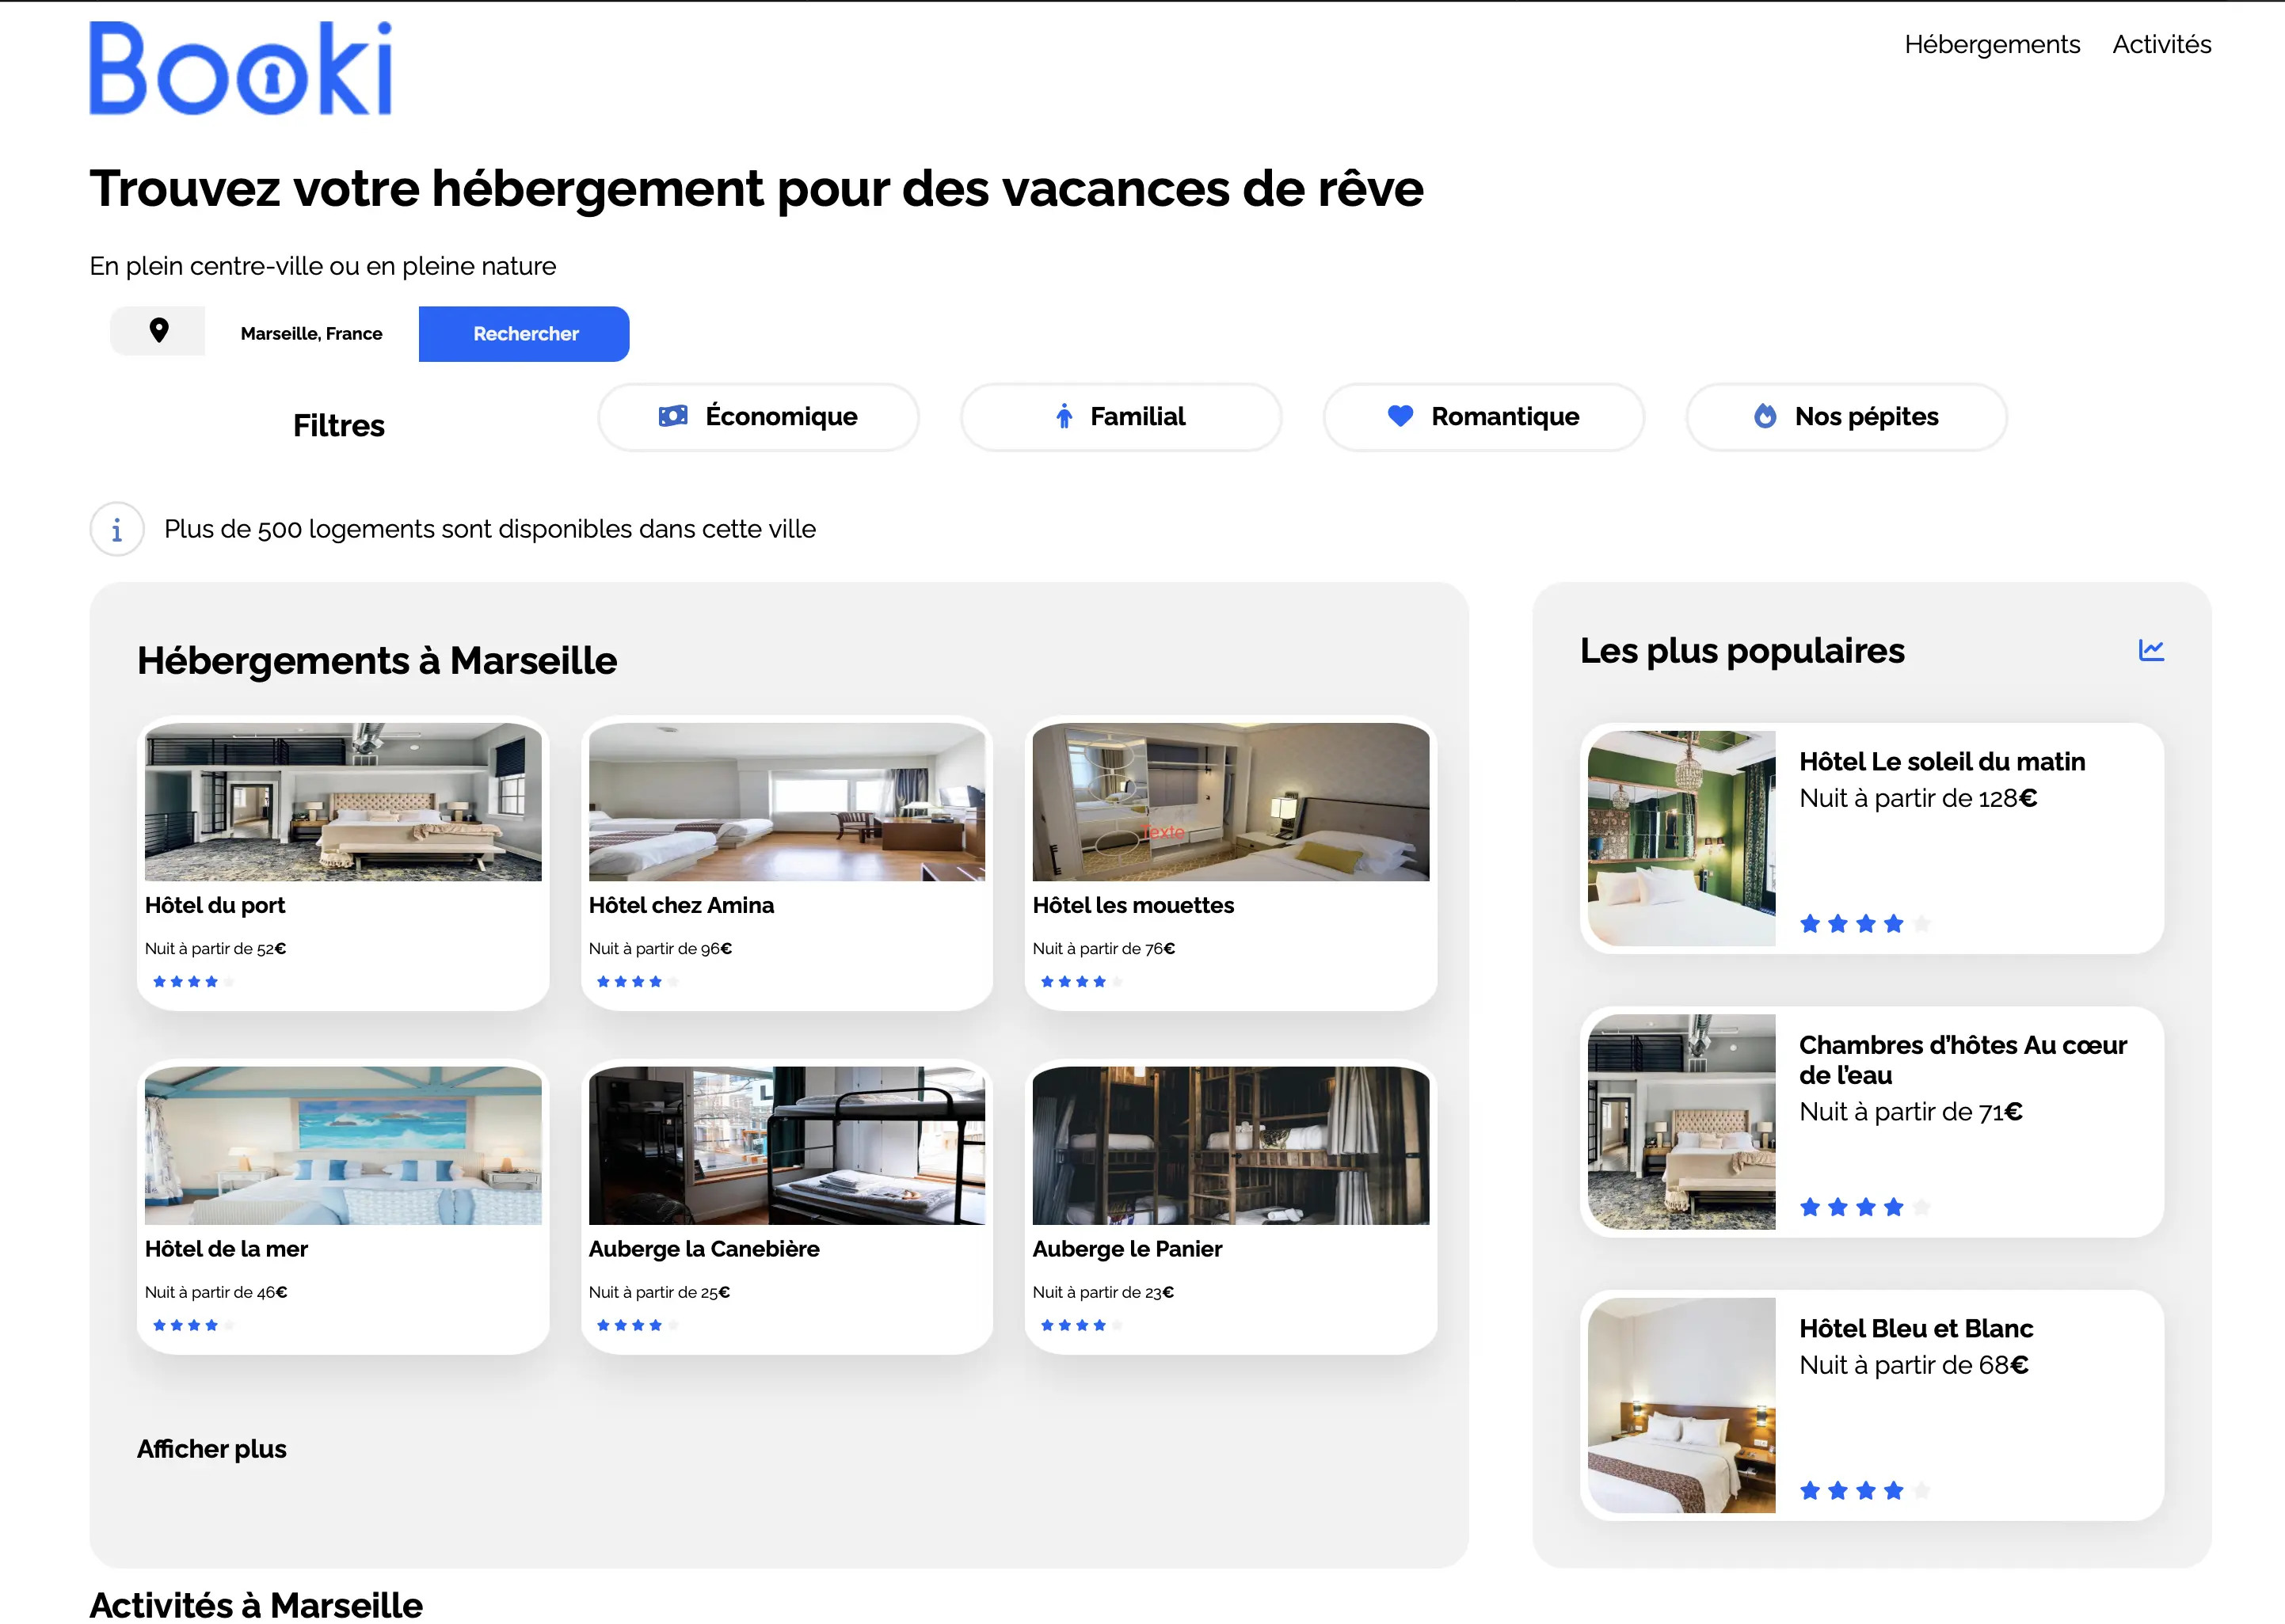 Booki
Hébergements Activités
Trouvez votre hébergement pour des vacances de rêve
En plein centre-ville ou en pleine nature
Marseille, France Rechercher
Filtres Économique Familial Romantique Nos pépites
Plus de 500 logements sont disponibles dans cette ville
Hébergements à Marseille
Texte
Hôtel du port Hôtel chez Amina Hôtel les mouettes
Nuit à partir de 52€ Nuit à partir de 96€ Nuit à partir de 76€
Hôtel de la mer Auberge la Canebière Auberge le Panier
Nuit à partir de 46€ Nuit à partir de 25€ Nuit à partir de 23€
Afficher plus
Les plus populaires
Hôtel Le soleil du matin
Nuit à partir de 128€
Chambres d'hôtes Au cœur
de l'eau
Nuit à partir de 71€
Hôtel Bleu et Blanc
Nuit à partir de 68€
Activités à Marseille